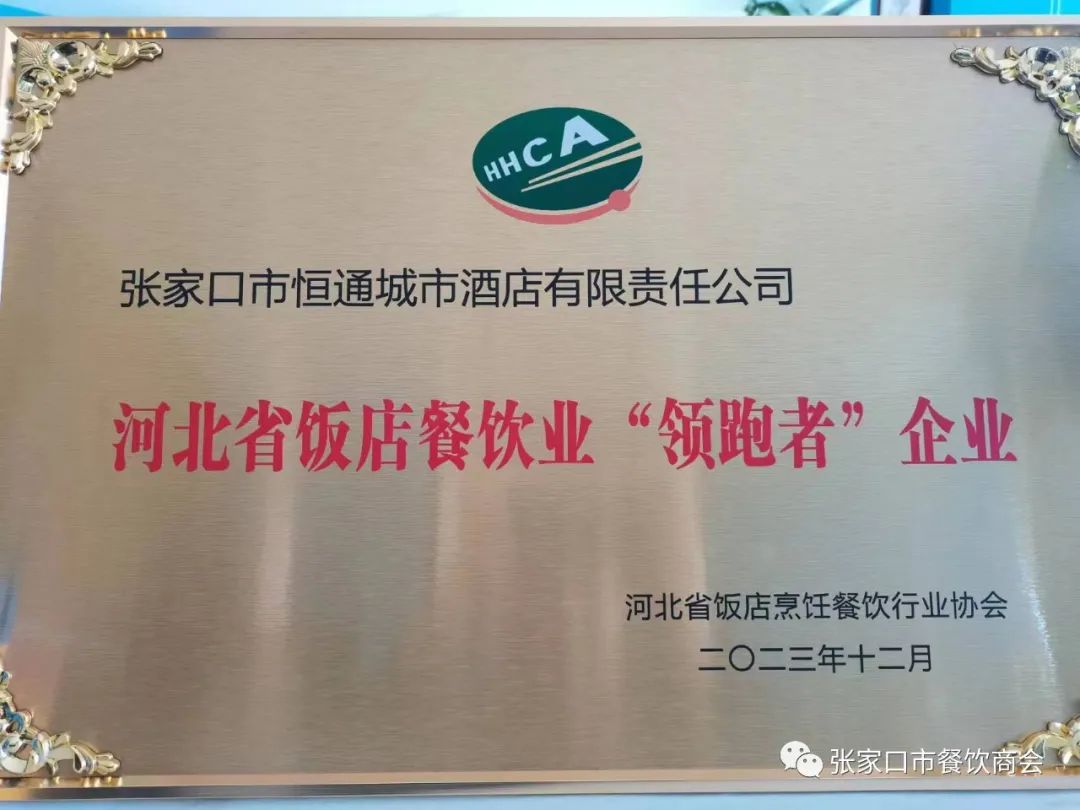 HHCA
张家口市恒通城市酒店有限责任公司
河北省饭店餐饮业“领跑者”企业
河北省饭店烹饪餐饮行业协会
二〇二三年十二月
张家口市餐饮商会